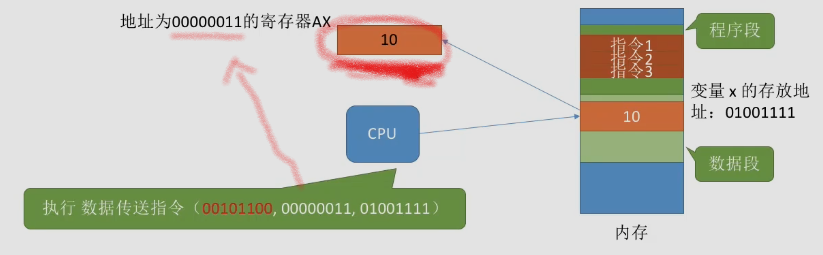 地址为00000011的寄存器AX
10
程序段
指令1
指令2
指令3
变量 x 的存放地
址：01001111
10
CPU
数据段
执行 数据传送指令（00101100, 00000011, 01001111）
内存